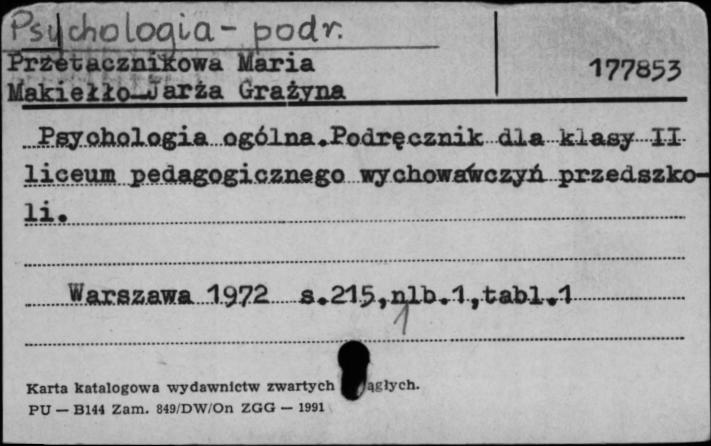 Psychologia - podr.
Przetacznikowa Maria
177853
Makiełło-Jarża Grażyna
Psychologia ogólna.Podręcznik dla klasy II
liceum pedagogicznego wychowawczyń przedszko-
li.
Warszawa 1972 s.215,nlb.1,tabl.1
1
Karta katalogowa wydawnictw zwartych ągłych.
PU — B144 Zam. 849/DW/On ZGG — 1991